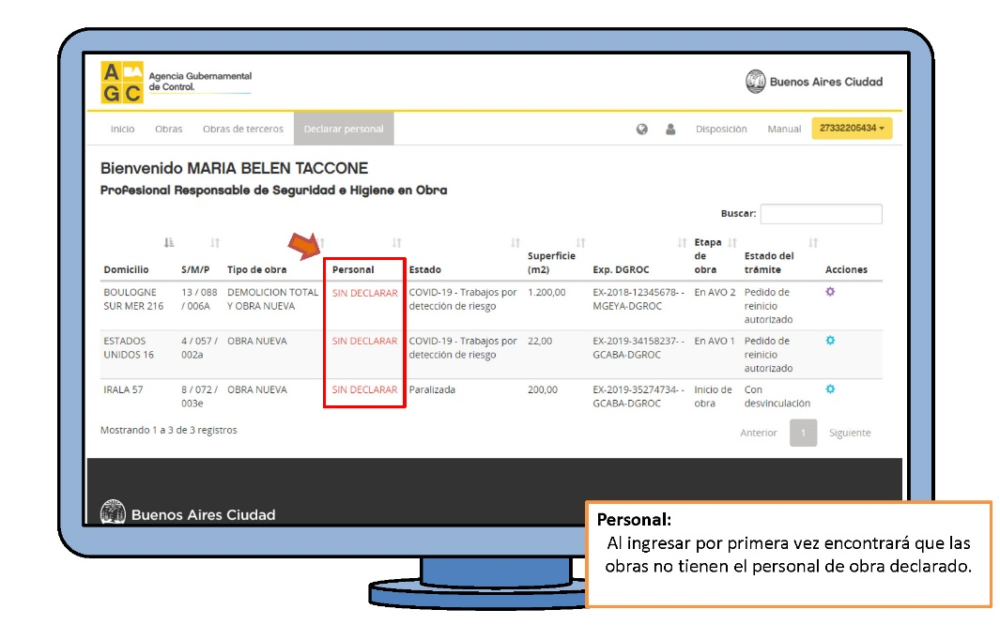 AGC BA
Agencia Gubernamental
de Control.
Buenos Aires Ciudad
Inicio Obras Obras de terceros Declarar personal Disposición Manual 27332205434
Bienvenido MARIA BELEN TACCONE
Profesional Responsable de Seguridad e Higiene en Obra
Buscar:
Domicilio S/M/P Tipo de obra Personal Estado Superficie (m2) Exp. DGROC Etapa de obra Estado del trámite Acciones
BOULOGNE 13 / 088 DEMOLICION TOTAL SIN DECLARAR COVID-19 - Trabajos por 1.200,00 EX-2018-12345678- - En AVO 2 Pedido de
SUR MER 216 / 006A Y OBRA NUEVA detección de riesgo MGEYA-DGROC reinicio
autorizado
ESTADOS 4 / 057 / OBRA NUEVA SIN DECLARAR COVID-19 - Trabajos por 22,00 EX-2019-34158237- - En AVO 1 Pedido de
UNIDOS 16 002a detección de riesgo GCABA-DGROC reinicio
autorizado
IRALA 57 8 / 072 / OBRA NUEVA SIN DECLARAR Paralizada 200,00 EX-2019-35274734- - Inicio de Con
003e GCABA-DGROC obra desvinculación
Mostrando 1 a 3 de 3 registros
Anterior 1 Siguiente
Buenos Aires Ciudad
Personal:
Al ingresar por primera vez encontrará que las
obras no tienen el personal de obra declarado.